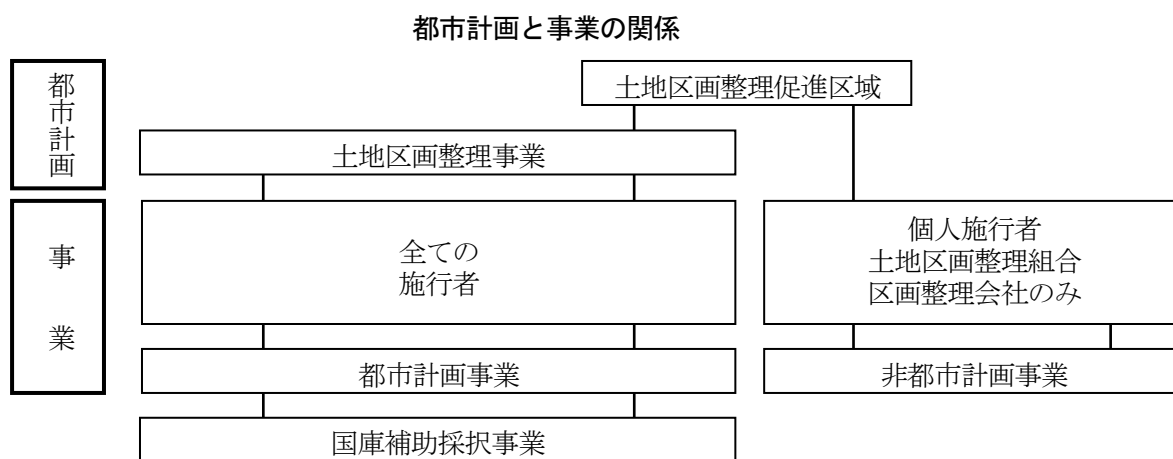 都市計画と事業の関係
都市計画
土地区画整理促進区域
土地区画整理事業
事業
全ての
施行者
個人施行者
土地区画整理組合
区画整理会社のみ
都市計画事業
非都市計画事業
国庫補助採択事業